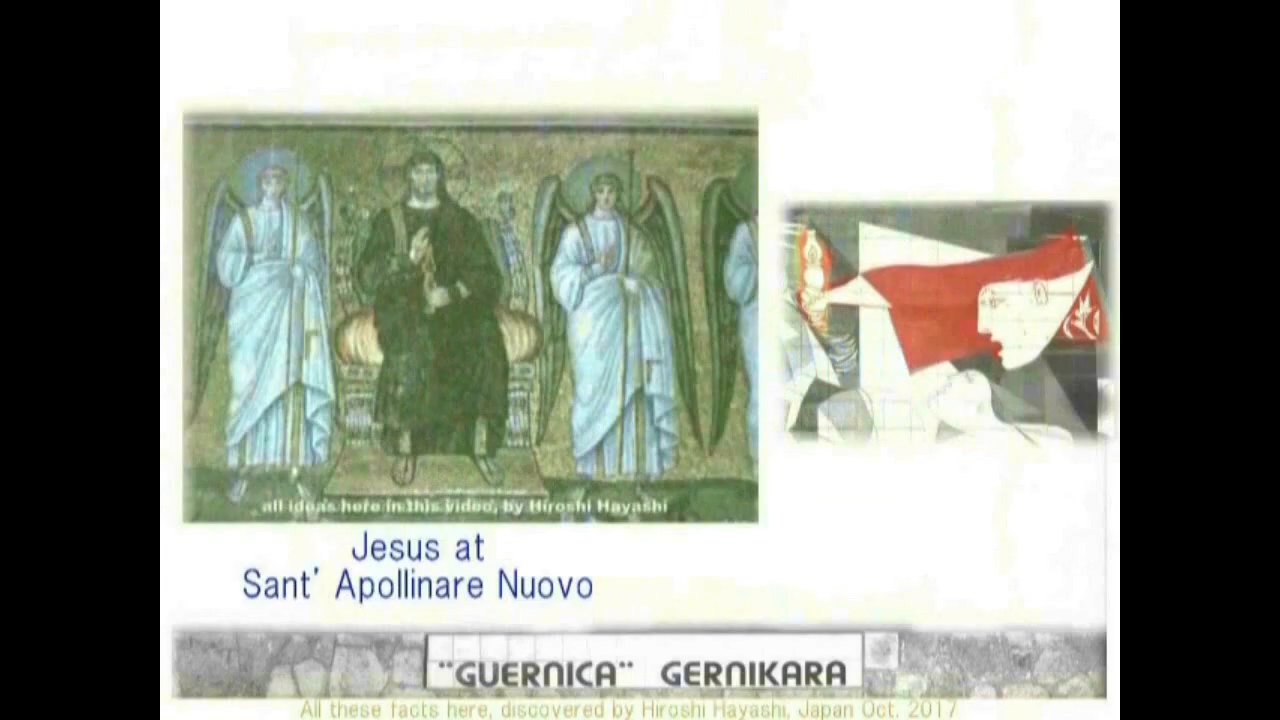 all ideas here in this video, by Hiroshi Hayashi
Jesus at
Sant' Apollinare Nuovo
"GUERNICA" GERNIKARA
All these facts here, discovered by Hiroshi Hayashi, Japan Oct. 2017